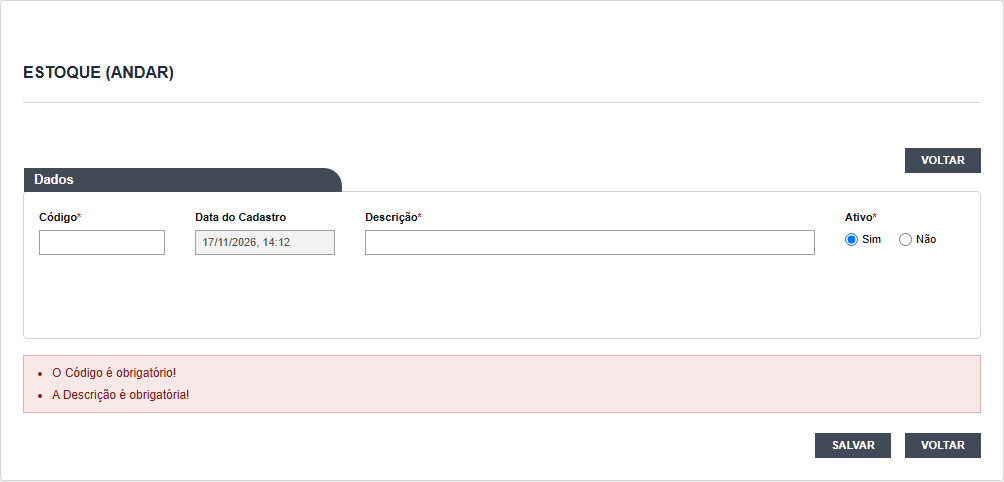 ESTOQUE (ANDAR)
VOLTAR
Dados
Código* Data do Cadastro Descrição* Ativo*
17/11/2026, 14:12 Sim Não
O Código é obrigatório!
A Descrição é obrigatória!
SALVAR VOLTAR